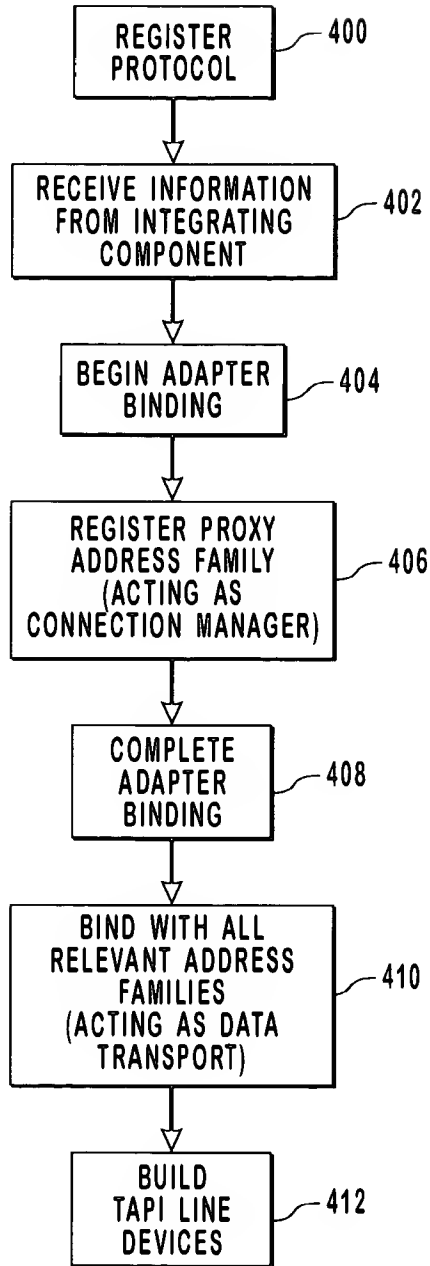 REGISTER
PROTOCOL
400
RECEIVE INFORMATION
FROM INTEGRATING
COMPONENT
402
BEGIN ADAPTER
BINDING
404
REGISTER PROXY
ADDRESS FAMILY
(ACTING AS
CONNECTION MANAGER)
406
COMPLETE
ADAPTER
BINDING
408
BIND WITH ALL
RELEVANT ADDRESS
FAMILIES
(ACTING AS DATA
TRANSPORT)
410
BUILD
TAPI LINE
DEVICES
412